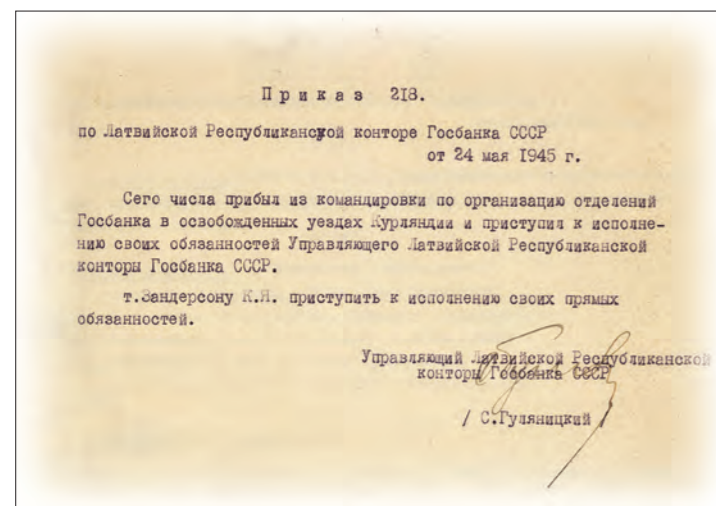 Приказ 218.
по Латвийской Республиканской конторе Госбанка СССР
от 24 мая 1945 г.
Сего числа прибыл из командировки по организацию отделений
Госбанка в освобожденных уездах Курляндии и приступил к исполне-
нию своих обязанностей Управляющего Латвийской Республиканской
конторы Госбанка СССР.
т.Зандерсону К.Я. приступить к исполнению своих прямых
обязанностей.
Управляющий Латвийской Республиканской
конторы Госбанка СССР
/ С.Гуляницкий /